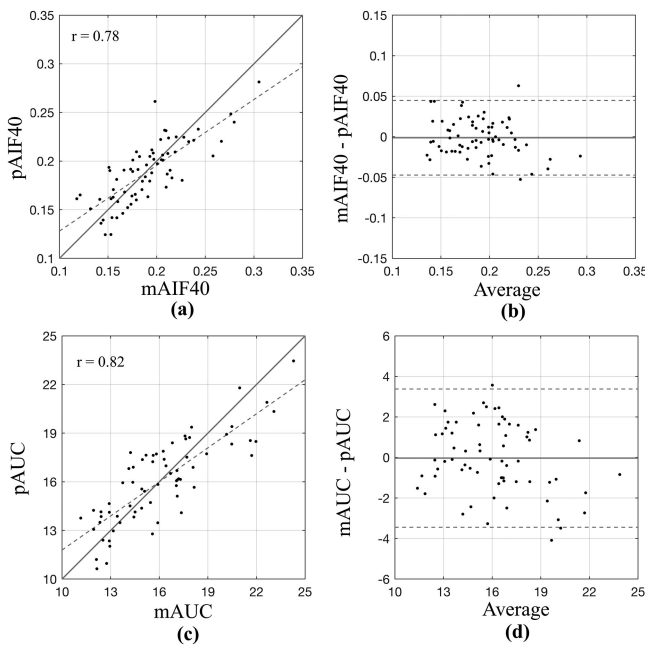 0.35
r = 0.78
0.3
0.25
0.2
0.15
0.1
pAIF40
0.1 0.15 0.2 0.25 0.3 0.35
mAIF40
(a)
0.15
0.1
0.05
0
-0.05
-0.1
-0.15
mAIF40 - pAIF40
0.1 0.15 0.2 0.25 0.3 0.35
Average
(b)
25
r = 0.82
22
19
16
13
10
pAUC
10 13 16 19 22 25
mAUC
(c)
6
4
2
0
-2
-4
-6
mAUC - pAUC
10 13 16 19 22 25
Average
(d)